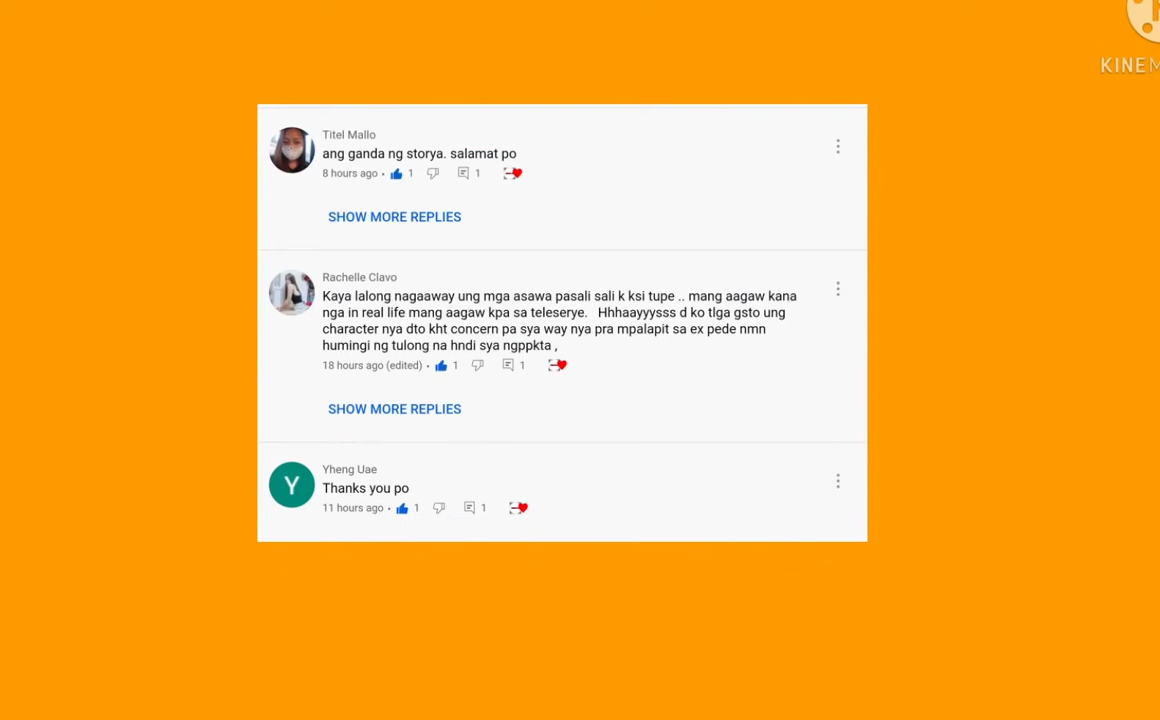 KINEM
Titel Mallo
ang ganda ng storya. salamat po
8 hours ago • 1 1
SHOW MORE REPLIES
Rachelle Clavo
Kaya lalong nagaaway ung mga asawa pasali sali k ksi tupe .. mang aagaw kana
nga in real life mang aagaw kpa sa teleserye. Hhhaaayyysss d ko tlga gsto ung
character nya dto kht concern pa sya way nya pra mpalapit sa ex pede nmn
humingi ng tulong na hndi sya ngppkta ,
18 hours ago (edited) • 1 1
SHOW MORE REPLIES
Y
Yheng Uae
Thanks you po
11 hours ago • 1 1